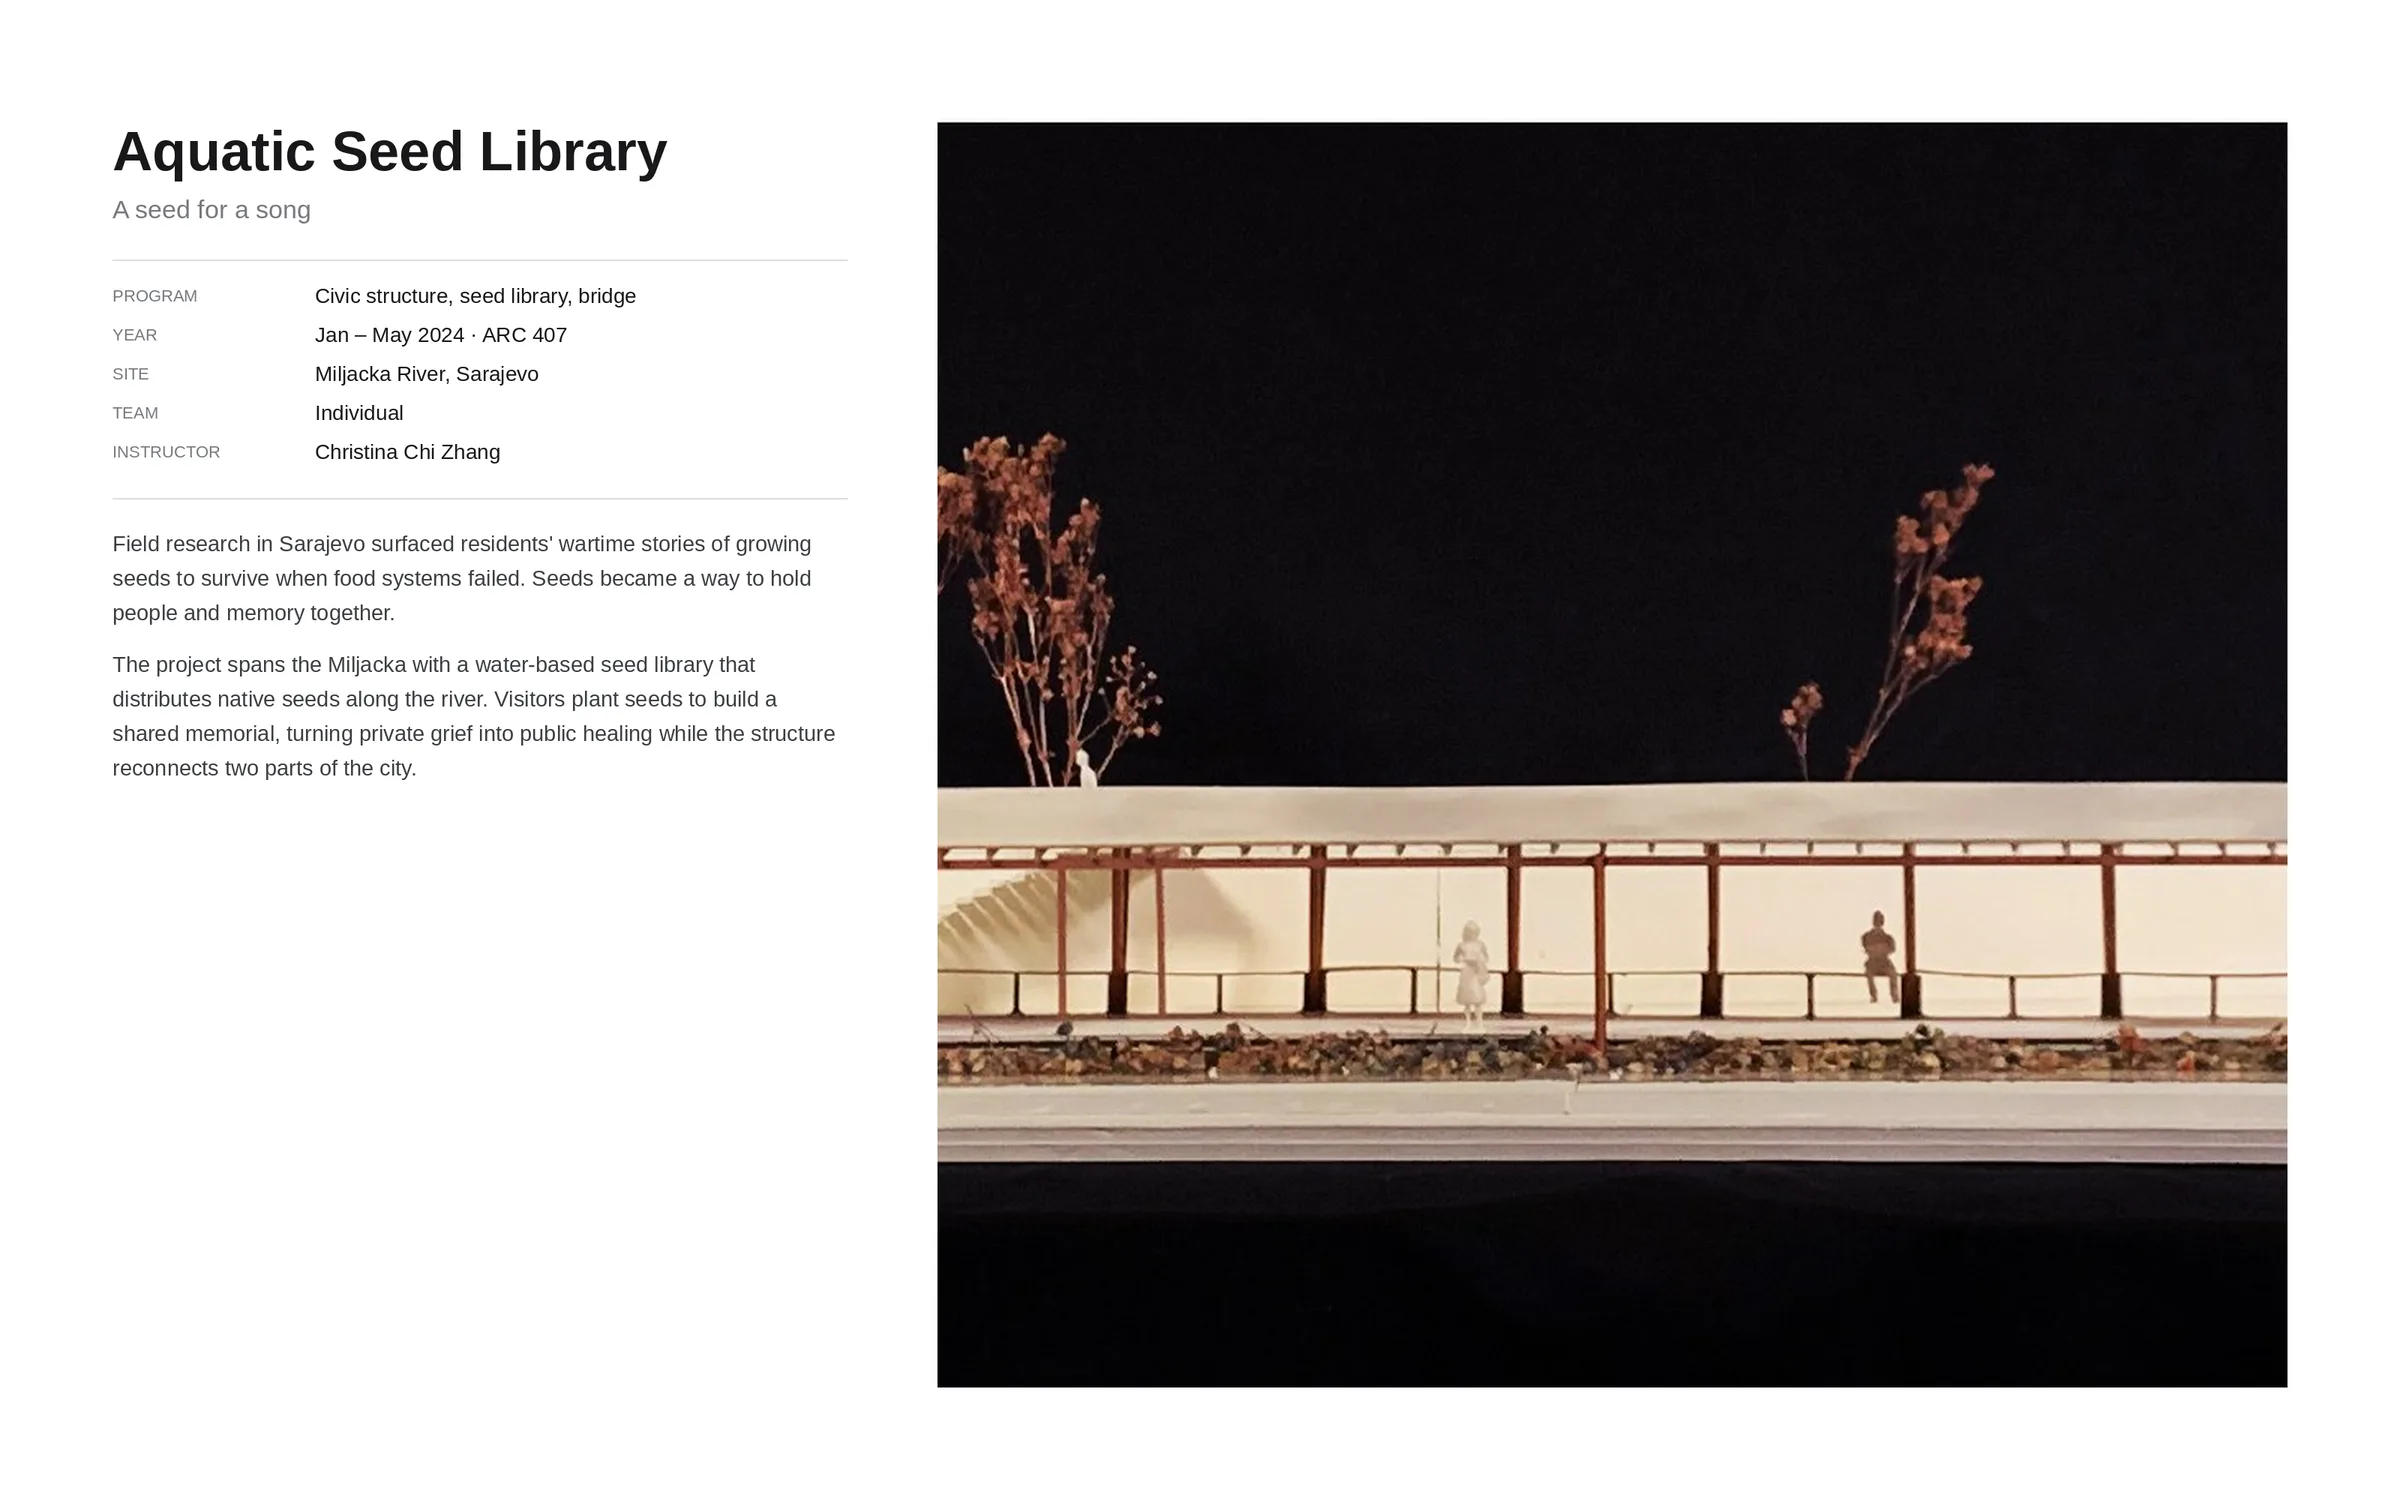 Aquatic Seed Library
A seed for a song
PROGRAM Civic structure, seed library, bridge
YEAR Jan – May 2024 · ARC 407
SITE Miljacka River, Sarajevo
TEAM Individual
INSTRUCTOR Christina Chi Zhang
Field research in Sarajevo surfaced residents' wartime stories of growing
seeds to survive when food systems failed. Seeds became a way to hold
people and memory together.
The project spans the Miljacka with a water-based seed library that
distributes native seeds along the river. Visitors plant seeds to build a
shared memorial, turning private grief into public healing while the structure
reconnects two parts of the city.